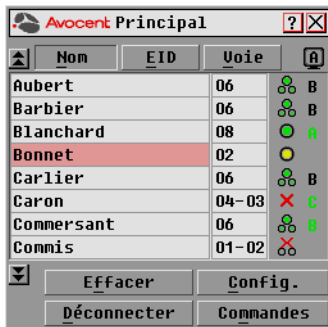 Avocent Principal ? X
Nom EID Voie A
Aubert 06 B
Barbier 06 B
Blanchard 08 A
Bonnet 02
Carlier 06 B
Caron 04-03 C
Commersant 06 B
Commis 01-02
Effacer Config.
Déconnecter Commandes